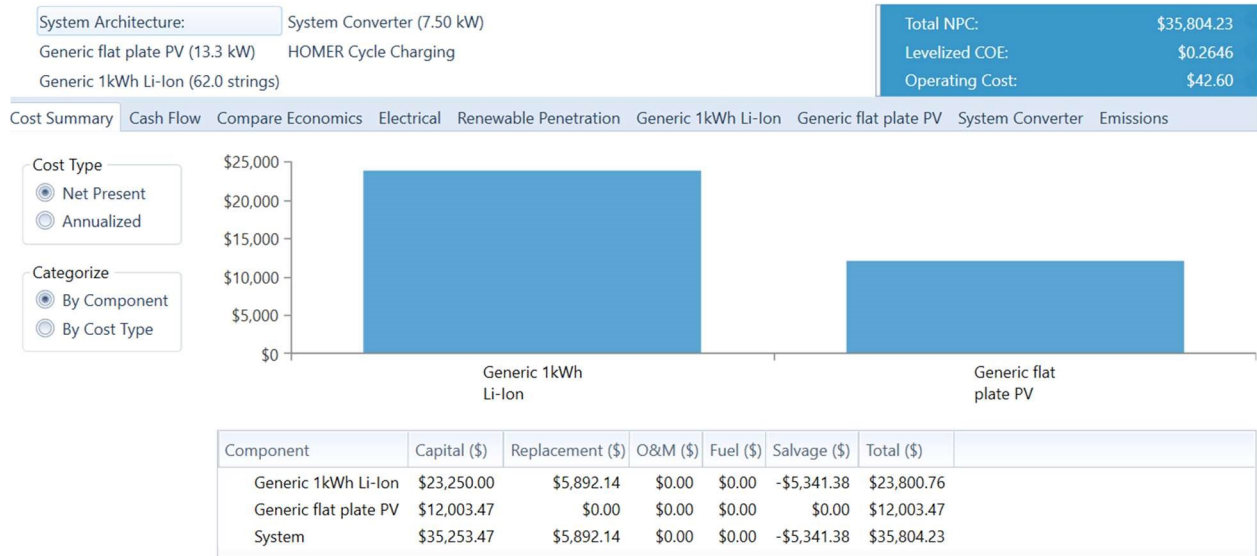 System Architecture: System Converter (7.50 kW)
Generic flat plate PV (13.3 kW) HOMER Cycle Charging
Generic 1kWh Li-Ion (62.0 strings)
Total NPC: $35,804.23
Levelized COE: $0.2646
Operating Cost: $42.60
Cost Summary Cash Flow Compare Economics Electrical Renewable Penetration Generic 1kWh Li-Ion Generic flat plate PV System Converter Emissions
Cost Type
Net Present
Annualized
Categorize
By Component
By Cost Type
$25,000
$20,000
$15,000
$10,000
$5,000
$0
Generic 1kWh
Li-Ion
Generic flat
plate PV
Component Capital ($) Replacement ($) O&M ($) Fuel ($) Salvage ($) Total ($)
Generic 1kWh Li-Ion $23,250.00 $5,892.14 $0.00 $0.00 -$5,341.38 $23,800.76
Generic flat plate PV $12,003.47 $0.00 $0.00 $0.00 $0.00 $12,003.47
System $35,253.47 $5,892.14 $0.00 $0.00 -$5,341.38 $35,804.23